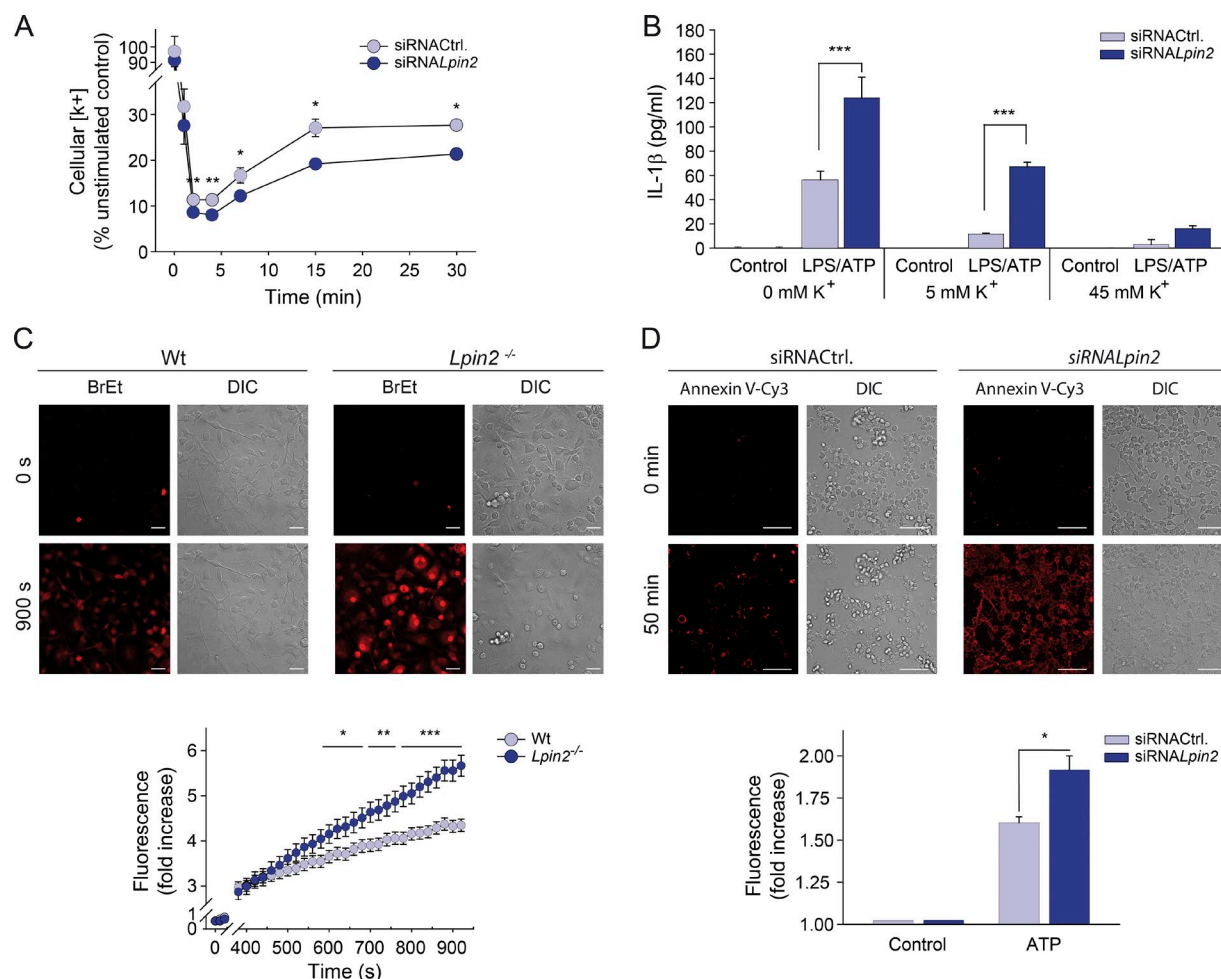 A
siRNACtrl.
siRNALpin2
Cellular [k+]
(% unstimulated control)
100
90
30
20
10
0
** ** * * *
0 5 10 15 20 25 30
Time (min)
B
siRNACtrl.
siRNALpin2
IL-1β (pg/ml)
180
160
140
120
100
80
60
40
20
0
***
***
Control LPS/ATP Control LPS/ATP Control LPS/ATP
0 mM K+ 5 mM K+ 45 mM K+
C
Wt Lpin2 -/-
BrEt DIC BrEt DIC
0 s
900 s
Wt
Lpin2-/-
* ** ***
Fluorescence
(fold increase)
6
5
4
3
1
0
0 400 500 600 700 800 900
Time (s)
D
siRNACtrl. siRNALpin2
Annexin V-Cy3 DIC Annexin V-Cy3 DIC
0 min
50 min
siRNACtrl.
siRNALpin2
*
Fluorescence
(fold increase)
2.00
1.75
1.50
1.25
1.00
Control ATP